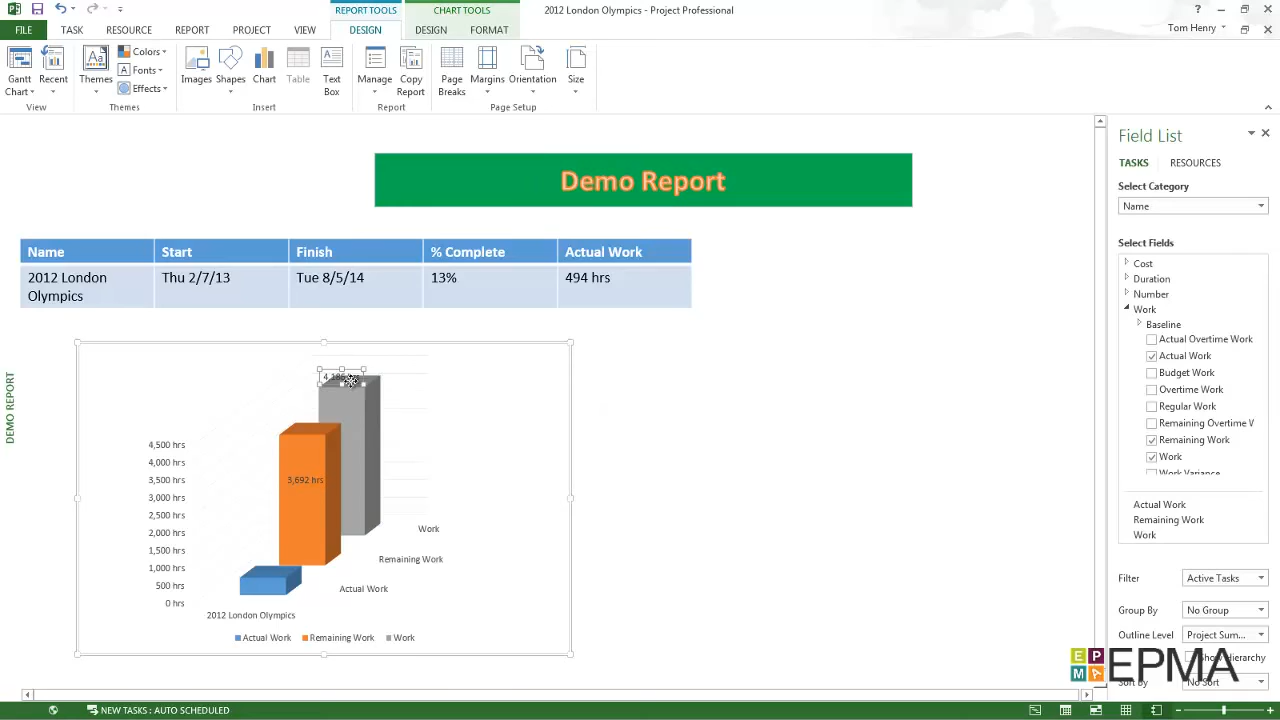 REPORT TOOLS
CHART TOOLS
2012 London Olympics - Project Professional
Tom Henry
FILE TASK RESOURCE REPORT PROJECT VIEW DESIGN DESIGN FORMAT
Gantt Chart
Recent
View
Themes
Colors
Fonts
Effects
Themes
Images
Shapes
Chart
Table
Text Box
Insert
Manage
Copy Report
Report
Page Breaks
Margins
Orientation
Size
Page Setup
Demo Report
Name Start Finish % Complete Actual Work
2012 London Olympics Thu 2/7/13 Tue 8/5/14 13% 494 hrs
DEMO REPORT
3,692 hrs
4,500 hrs
4,000 hrs
3,500 hrs
3,000 hrs
2,500 hrs
2,000 hrs
1,500 hrs
1,000 hrs
500 hrs
0 hrs
Work
Remaining Work
Actual Work
2012 London Olympics
Actual Work Remaining Work Work
Field List
TASKS RESOURCES
Select Category
Name
Select Fields
Cost
Duration
Number
Work
Baseline
Actual Overtime Work
Actual Work
Budget Work
Overtime Work
Regular Work
Remaining Overtime V
Remaining Work
Work
Work Variance
Actual Work
Remaining Work
Work
Filter Active Tasks
Group By No Group
Outline Level Project Sum...
Show Hierarchy
Sort By No Sort
E P M A
EPMA
NEW TASKS : AUTO SCHEDULED